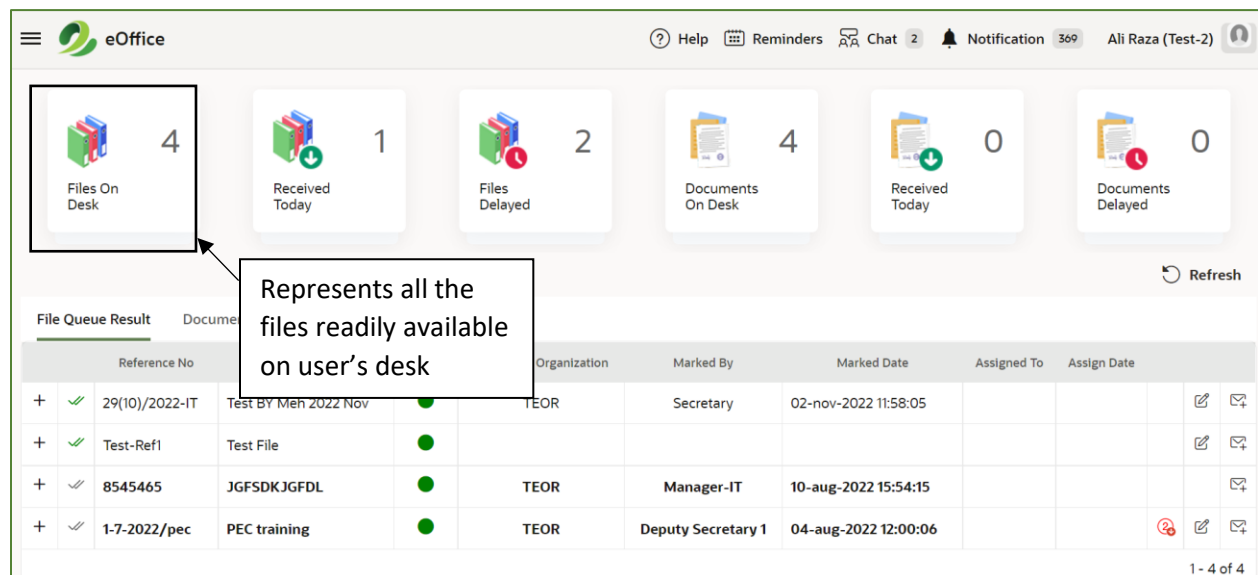 eOffice
? Help Reminders Chat 2 Notification 369 Ali Raza (Test-2)
4 1 2 4 0 0
Files On Received Files Documents Received Documents
Desk Today Delayed On Desk Today Delayed
Refresh
Represents all the
files readily available
on user’s desk
File Queue Result
Reference No Organization Marked By Marked Date Assigned To Assign Date
+ 29(10)/2022-IT Test BY Meh 2022 Nov TEOR Secretary 02-nov-2022 11:58:05
+ Test-Ref1 Test File
+ 8545465 JGFSDKJGFDL TEOR Manager-IT 10-aug-2022 15:54:15
+ 1-7-2022/pec PEC training TEOR Deputy Secretary 1 04-aug-2022 12:00:06 2
1 - 4 of 4